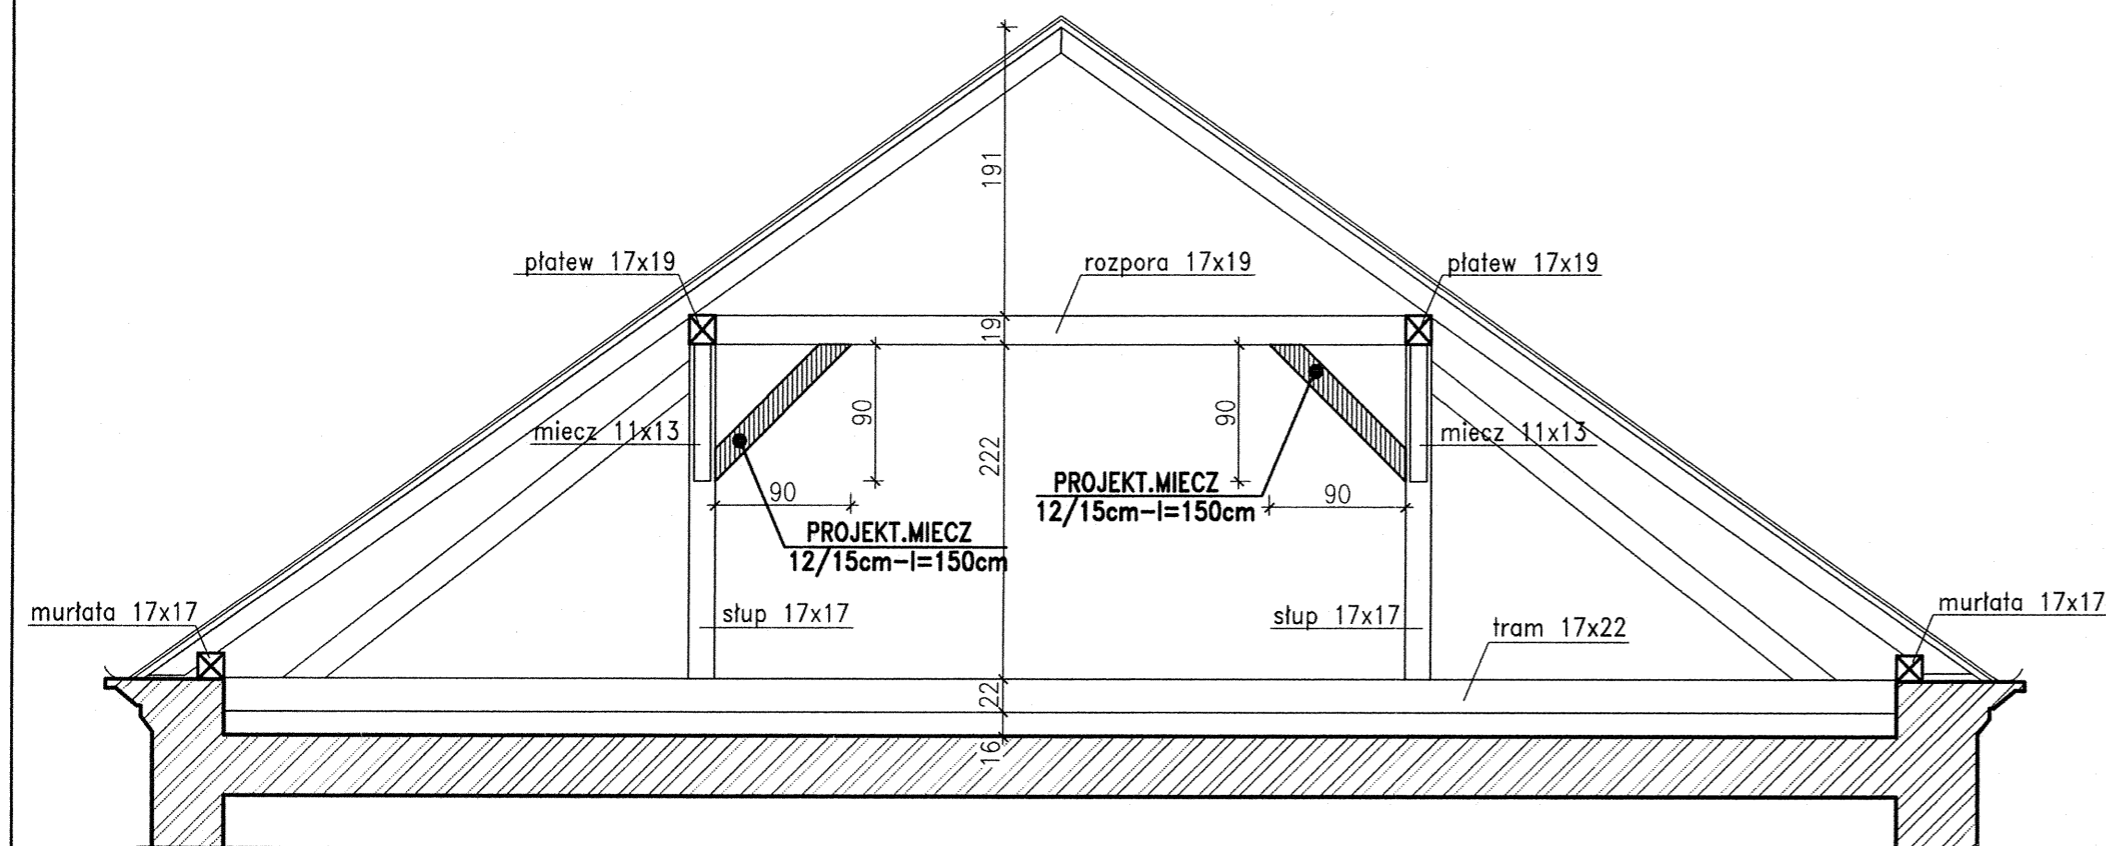 191
płatew 17x19
rozpora 17x19
płatew 17x19
19
miecz 11x13
90
222
90
miecz 11x13
90
PROJEKT.MIECZ
12/15cm-l=150cm
90
PROJEKT.MIECZ
12/15cm-l=150cm
murłata 17x17
słup 17x17
słup 17x17
tram 17x22
murłata 17x17
22
16